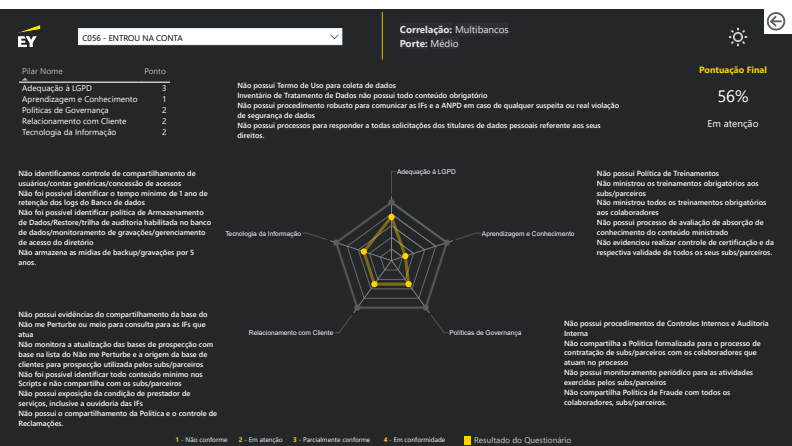 EY
C056 - ENTROU NA CONTA
Correlação: Multibancos
Porte: Médio
Pilar Nome Ponto
Adequação à LGPD 3
Aprendizagem e Conhecimento 1
Políticas de Governança 2
Relacionamento com Cliente 2
Tecnologia da Informação 2
Não possui Termo de Uso para coleta de dados
Inventário de Tratamento de Dados não possui todo conteúdo obrigatório
Não possui procedimento robusto para comunicar as IFs e a ANPD em caso de qualquer suspeita ou real violação
de segurança de dados
Não possui processos para responder a todas solicitações dos titulares de dados pessoais referente aos seus
direitos.
Pontuação Final
56%
Em atenção
Não identificamos controle de compartilhamento de
usuários/contas genéricas/concessão de acessos
Não foi possível identificar o tempo mínimo de 1 ano de
retenção dos logs do Banco de dados
Não foi possível identificar política de Armazenamento
de Dados/Restore/trilha de auditoria habilitada no banco
de dados/monitoramento de gravações/gerenciamento
de acesso do diretório
Não armazena as mídias de backup/gravações por 5
anos.
Adequação à LGPD
Tecnologia da Informação
Aprendizagem e Conhecimento
Relacionamento com Cliente
Políticas de Governança
Não possui Política de Treinamentos
Não ministrou os treinamentos obrigatórios aos
subs/parceiros
Não ministrou todos os treinamentos obrigatórios
aos colaboradores
Não possui processo de avaliação de absorção de
conhecimento do conteúdo ministrado
Não evidenciou realizar controle de certificação e da
respectiva validade de todos os seus subs/parceiros.
Não possui evidências do compartilhamento da base do
Não me Perturbe ou meio para consulta para as IFs que
atua
Não monitora a atualização das bases de prospecção com
base na lista do Não me Perturbe e a origem da base de
clientes para prospecção utilizada pelos subs/parceiros
Não foi possível identificar todo conteúdo mínimo nos
Scripts e não compartilha com os subs/parceiros
Não possui exposição da condição de prestador de
serviços, inclusive a ouvidoria das IFs
Não possui o compartilhamento da Política e o controle de
Reclamações.
Não possui procedimentos de Controles Internos e Auditoria
Interna
Não compartilha a Política formalizada para o processo de
contratação de subs/parceiros com os colaboradores que
atuam no processo
Não possui monitoramento periódico para as atividades
exercidas pelos subs/parceiros
Não compartilha Política de Fraude com todos os
colaboradores, subs/parceiros.
1 - Não conforme 2 - Em atenção 3 - Parcialmente conforme 4 - Em conformidade Resultado do Questionário